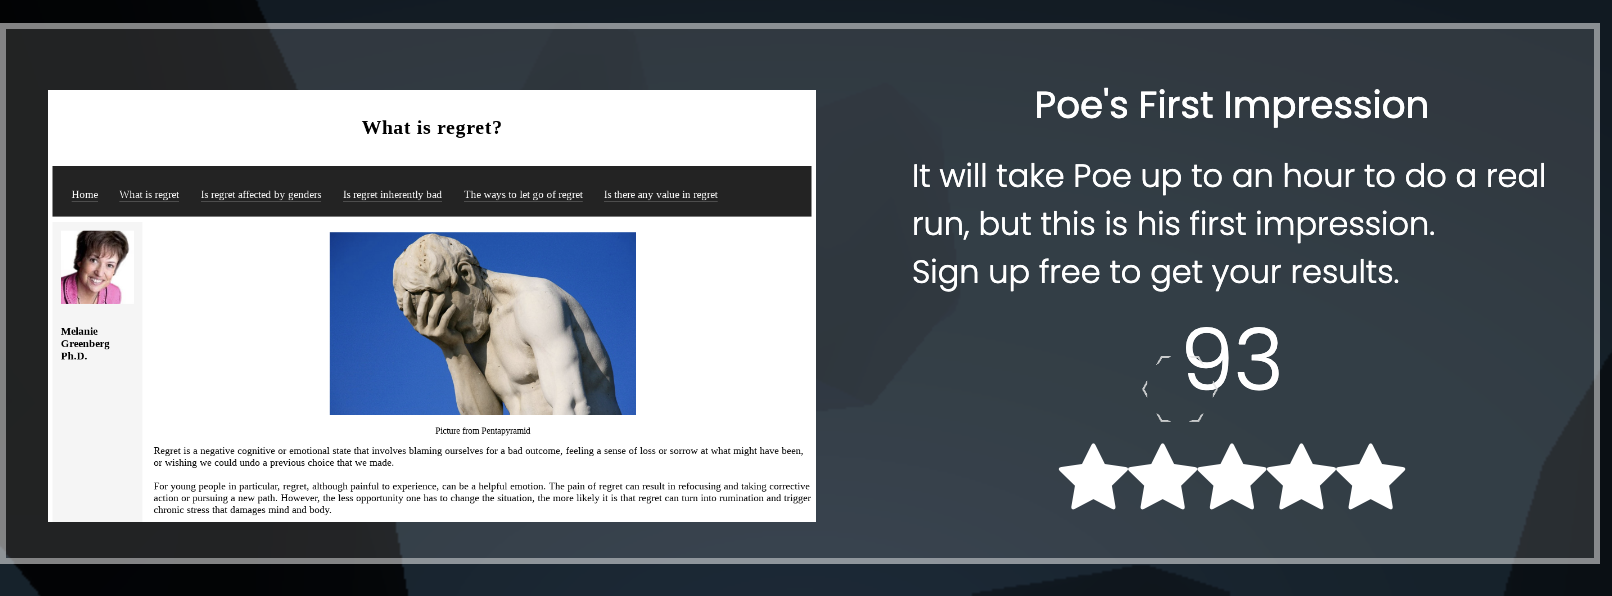 What is regret?
Home What is regret Is regret affected by genders Is regret inherently bad The ways to let go of regret Is there any value in regret
Melanie
Greenberg
Ph.D.
Picture from Pentapyramid
Regret is a negative cognitive or emotional state that involves blaming ourselves for a bad outcome, feeling a sense of loss or sorrow at what might have been,
or wishing we could undo a previous choice that we made.
For young people in particular, regret, although painful to experience, can be a helpful emotion. The pain of regret can result in refocusing and taking corrective
action or pursuing a new path. However, the less opportunity one has to change the situation, the more likely it is that regret can turn into rumination and trigger
chronic stress that damages mind and body.
Poe's First Impression
It will take Poe up to an hour to do a real
run, but this is his first impression.
Sign up free to get your results.
93